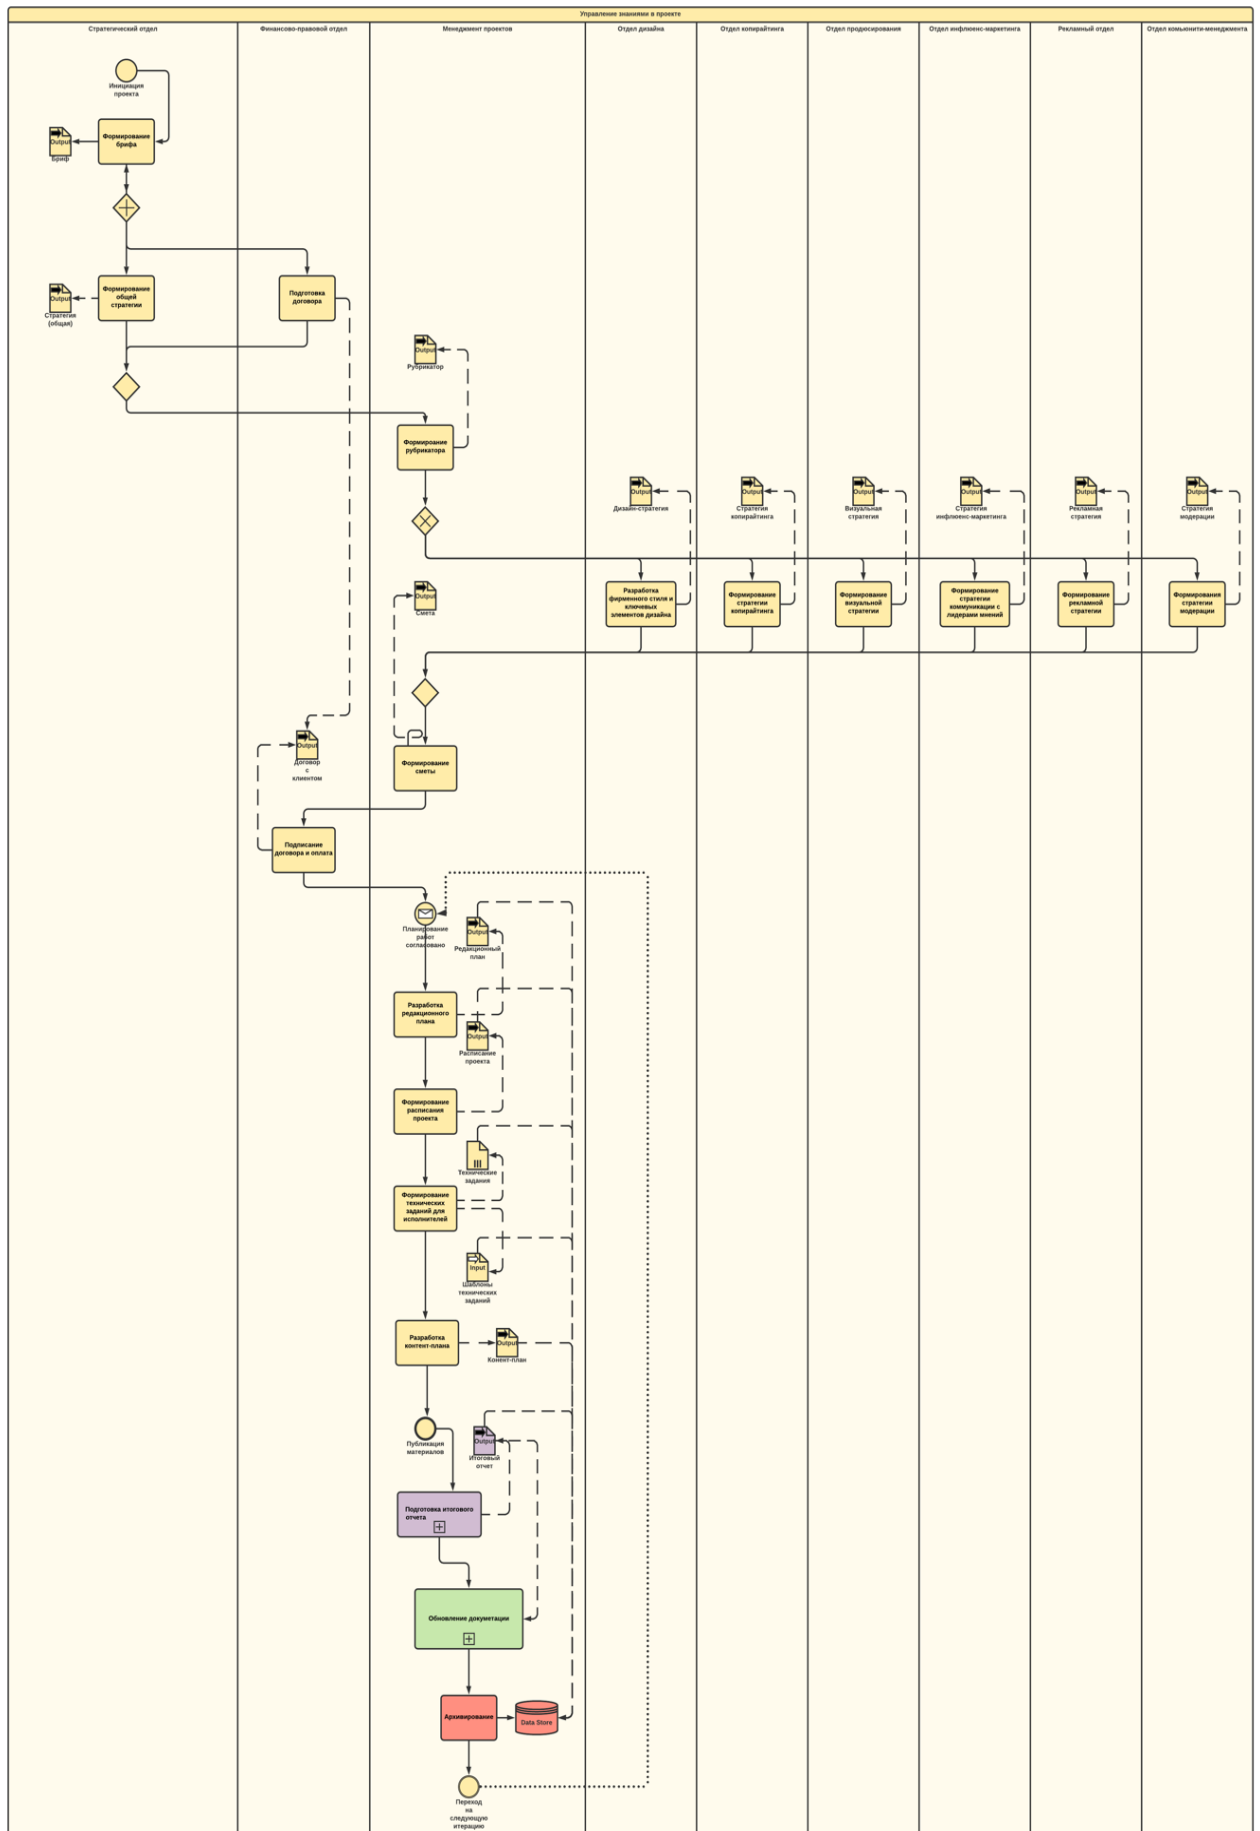 Управление знаниями в проекте
Стратегический отдел
Финансово-правовой отдел
Менеджмент проектов
Отдел дизайна
Отдел копирайтинга
Отдел продюсирования
Отдел инфлюенс-маркетинга
Рекламный отдел
Отдел комьюнити-менеджмента
Инициация
проекта
Формирование
брифа
Output
Бриф
Формирование
общей
стратегии
Output
Стратегия
(общая)
Подготовка
договора
Output
Рубрикатор
Формироание
рубрикатора
Output
Дизайн-стратегия
Output
Стратегия
копирайтинга
Output
Визуальная
стратегия
Output
Стратегия
инфлюенс-маркетинга
Output
Рекламная
стратегия
Output
Стратегия
модерации
Разработка
фирменного стиля и
ключевых
элементов дизайна
Формирование
стратегии
копирайтинга
Формирование
визуальной
стратегии
Формирование
стратегии
коммуникации с
лидерами мнений
Формирование
рекламной
стратегии
Формирования
стратегии
модерации
Output
Смета
Output
Договор
с
клиентом
Формирование
сметы
Подписание
договора и оплата
Планирование
работ
согласовано
Output
Редакционный
план
Разработка
редакционного
плана
Output
Расписание
проекта
Формирование
расписания
проекта
Технические
задания
Формирование
технических
заданий для
исполнителей
Input
Шаблоны
технических
заданий
Разработка
контент-плана
Output
Конент-план
Публикация
материалов
Output
Итоговый
отчет
Подготовка итогового
отчета
Обновление докуметации
Архивирование
Data Store
Переход
на
следующую
итерацию